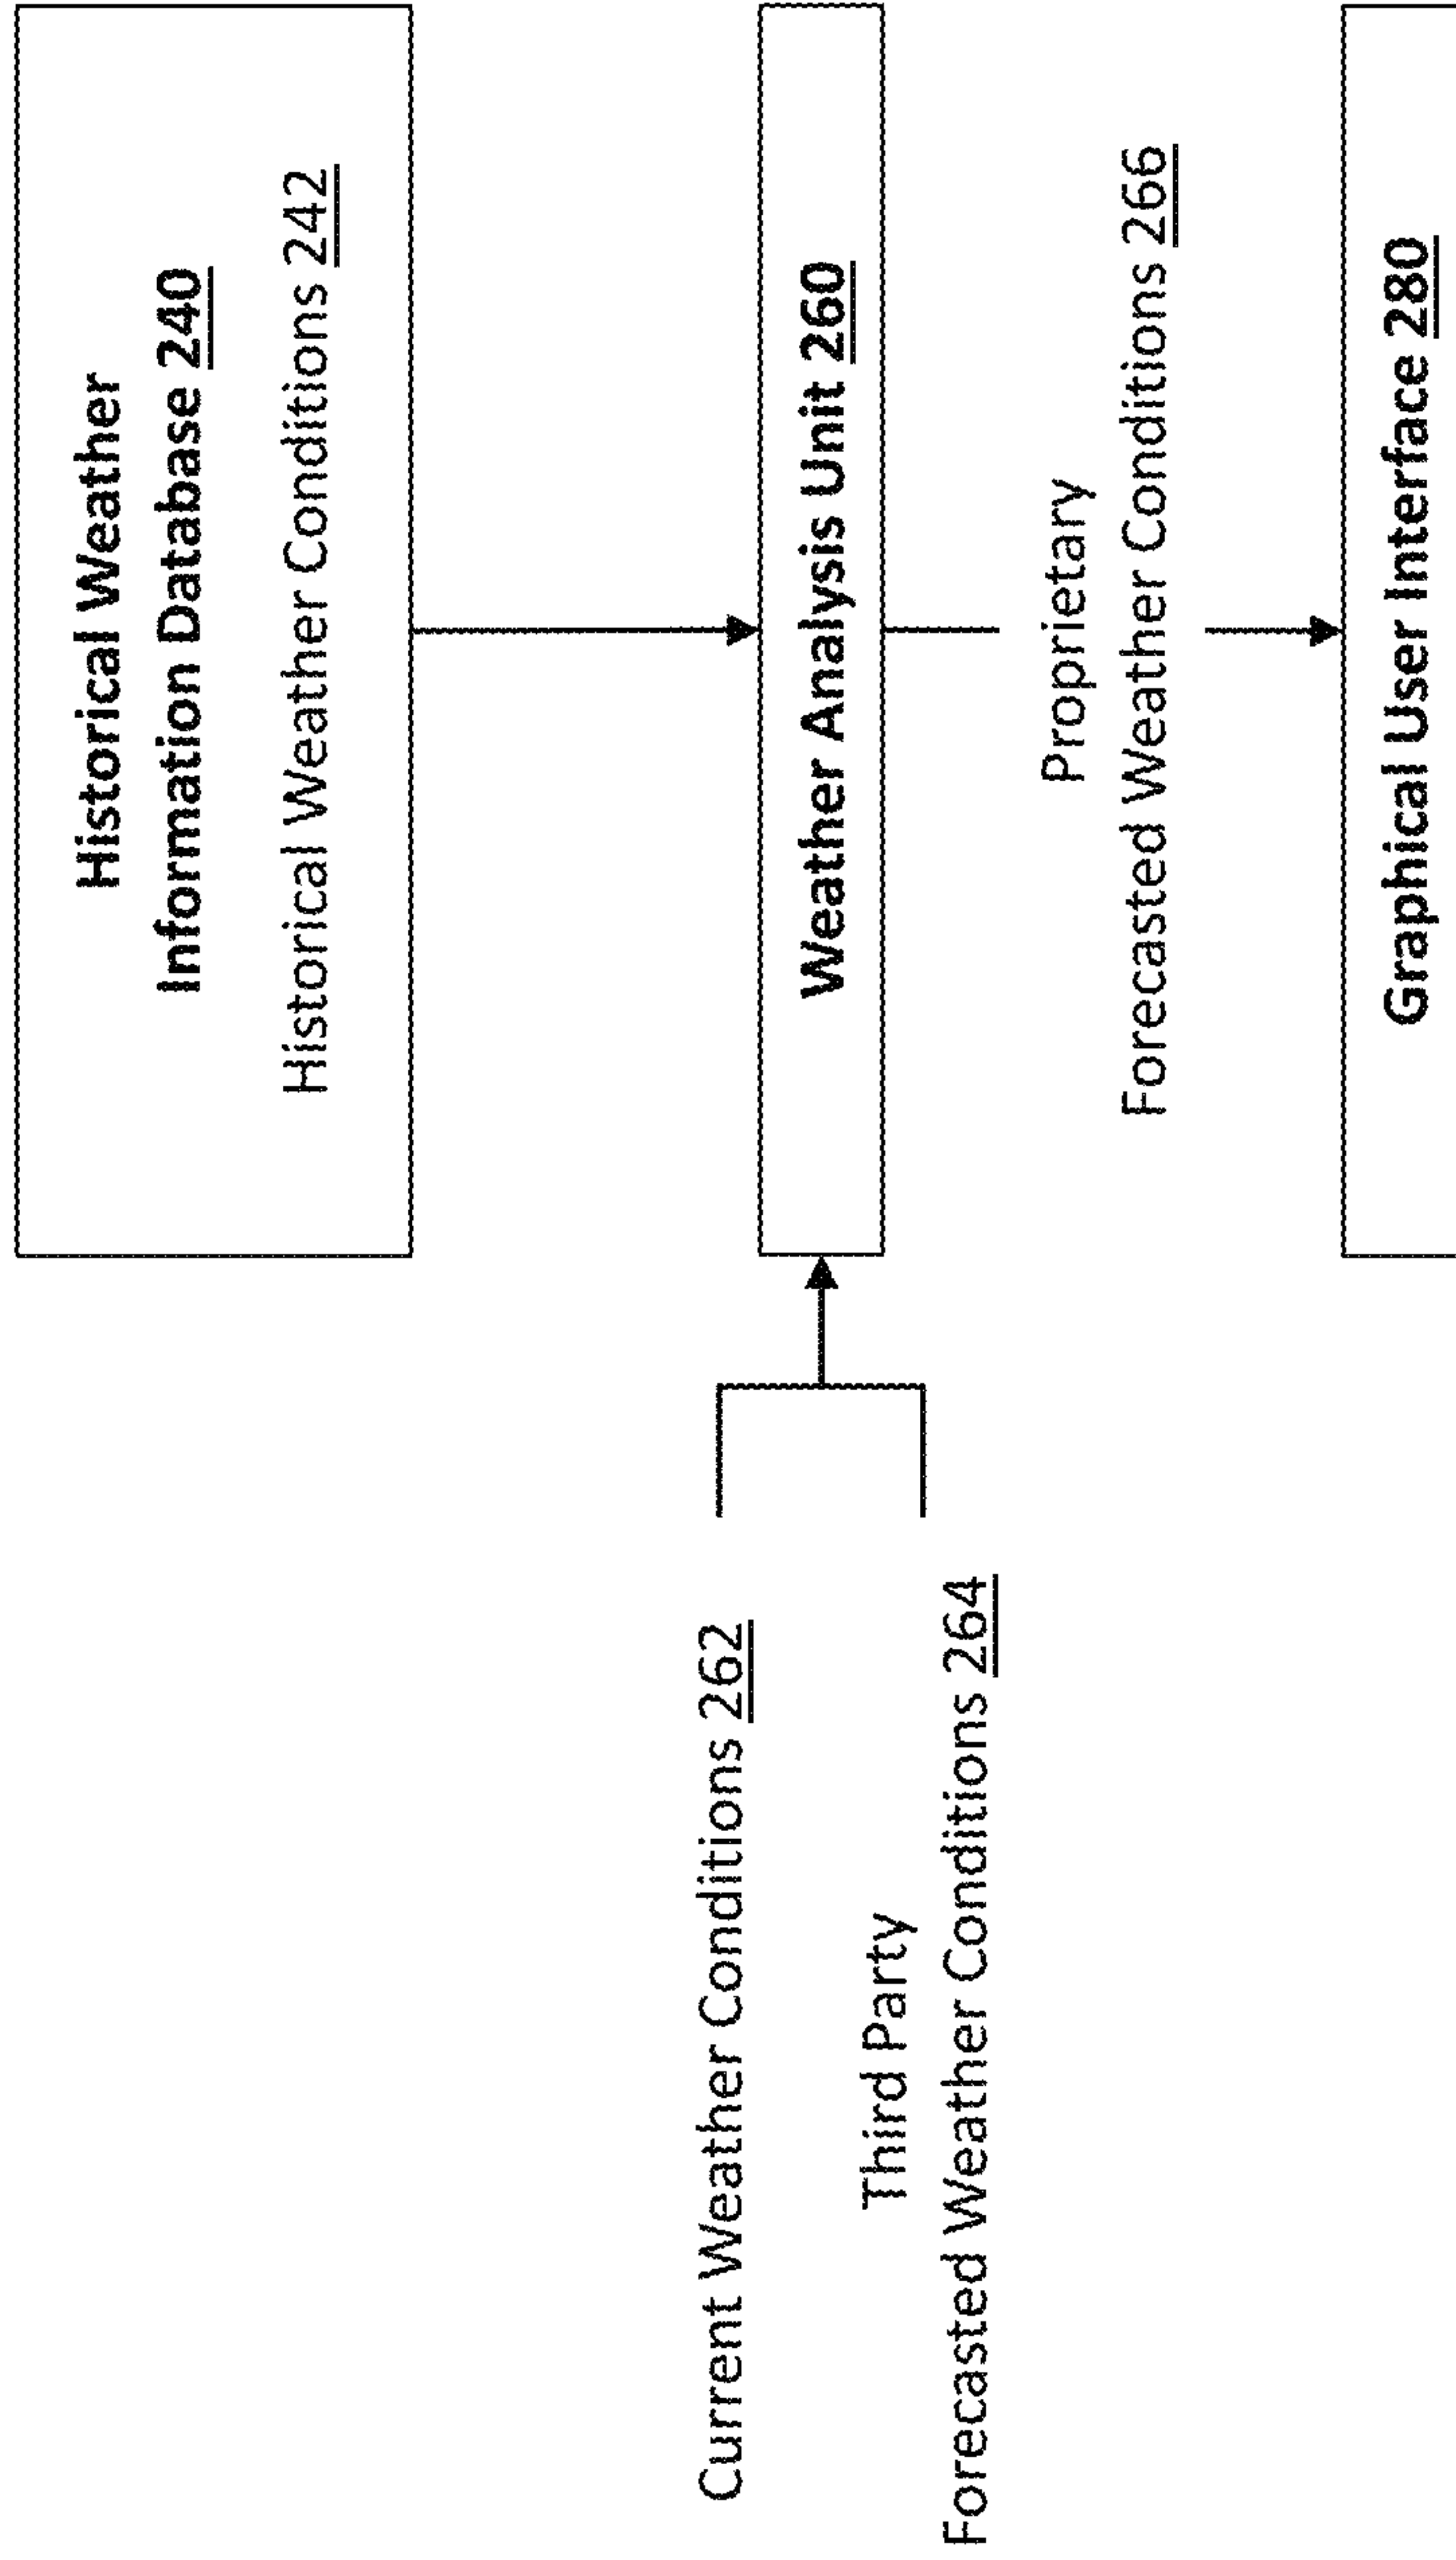 Historical Weather
Information Database 240
Historical Weather Conditions 242
Current Weather Conditions 262
Third Party
Forecasted Weather Conditions 264
Weather Analysis Unit 260
Proprietary
Forecasted Weather Conditions 266
Graphical User Interface 280